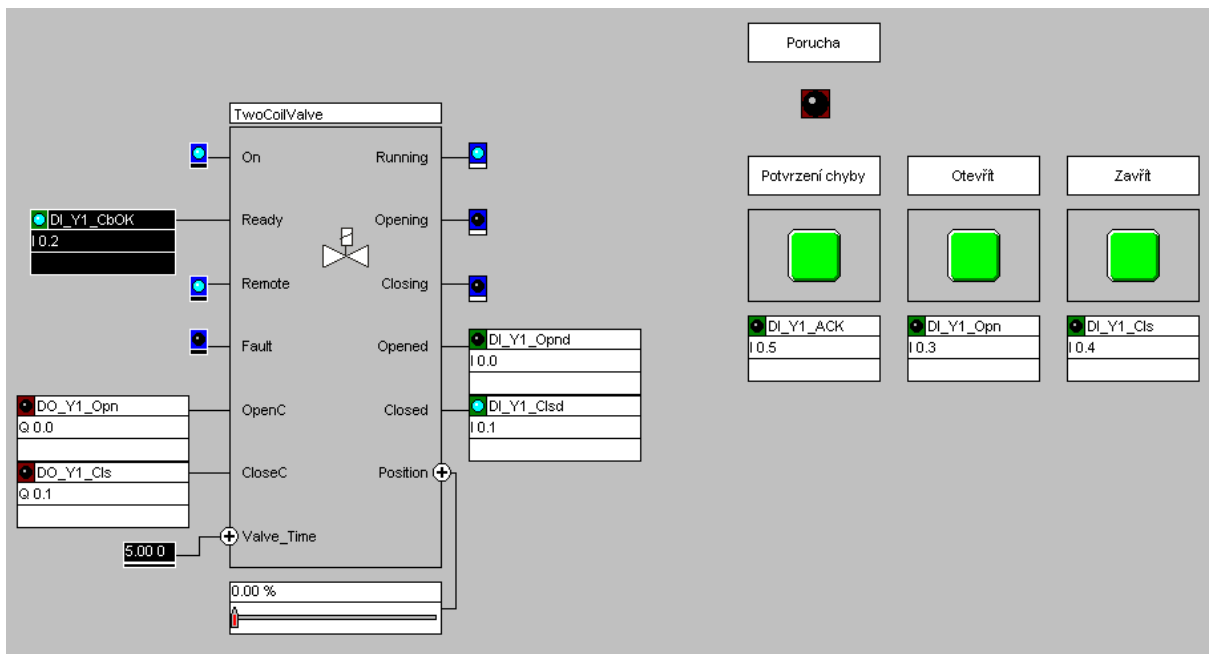 Porucha
TwoCoilValve
On
Running
Potvrzení chyby
Otevřít
Zavřít
DI_Y1_CbOK
I 0.2
Ready
Opening
Remote
Closing
Fault
Opened
DI_Y1_Opnd
I 0.0
DI_Y1_ACK
I 0.5
DI_Y1_Opn
I 0.3
DI_Y1_Cls
I 0.4
DO_Y1_Opn
Q 0.0
OpenC
Closed
DI_Y1_Clsd
I 0.1
DO_Y1_Cls
Q 0.1
CloseC
Position
Valve_Time
5.00 0
0.00 %